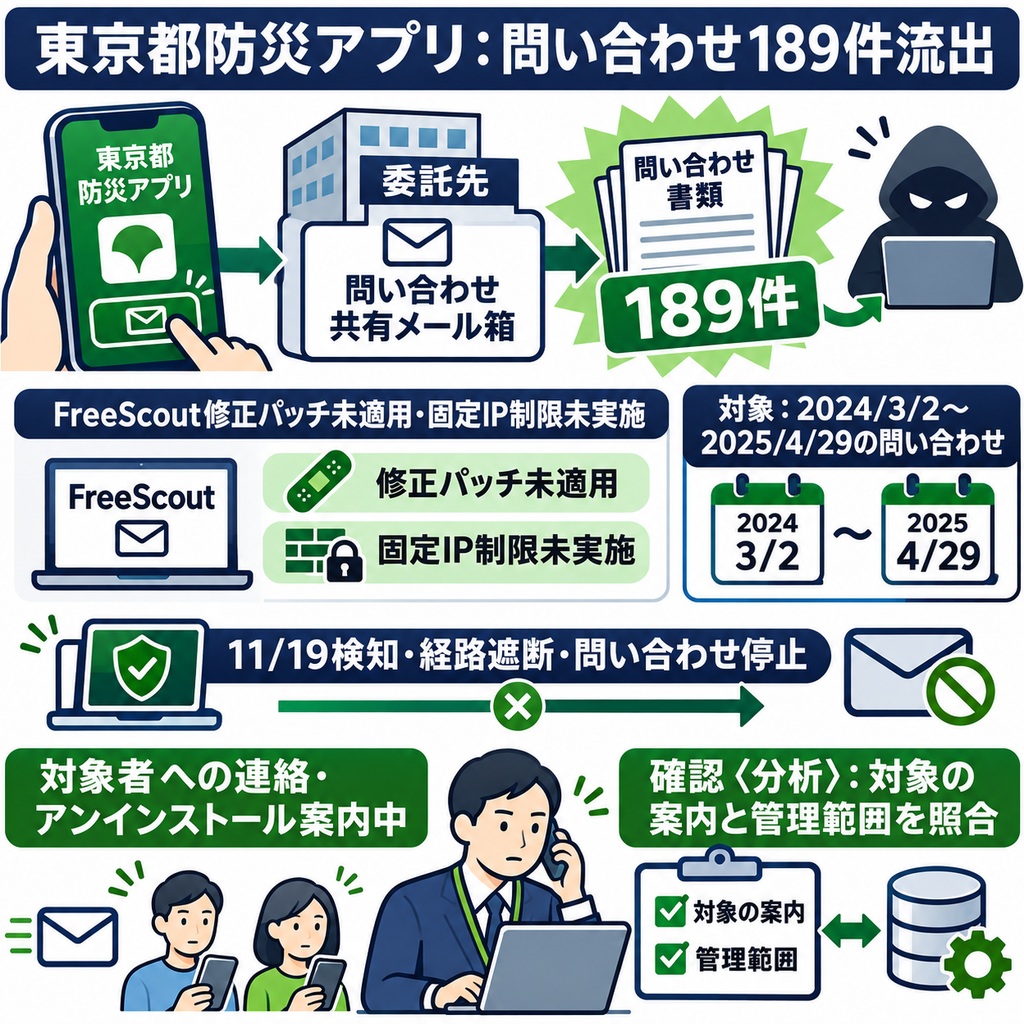 東京都防災アプリ：問い合わせ189件流出
東京都
防災アプリ
委託先
問い合わせ
共有メール箱
問い合わせ
書類
189件
FreeScout修正パッチ未適用・固定IP制限未実施
FreeScout
修正パッチ未適用
固定IP制限未実施
対象：2024/3/2～
2025/4/29の問い合わせ
2024
3/2
～
2025
4/29
11/19検知・経路遮断・問い合わせ停止
対象者への連絡・
アンインストール案内中
確認〈分析〉：対象の
案内と管理範囲を照合
対象の案内
管理範囲